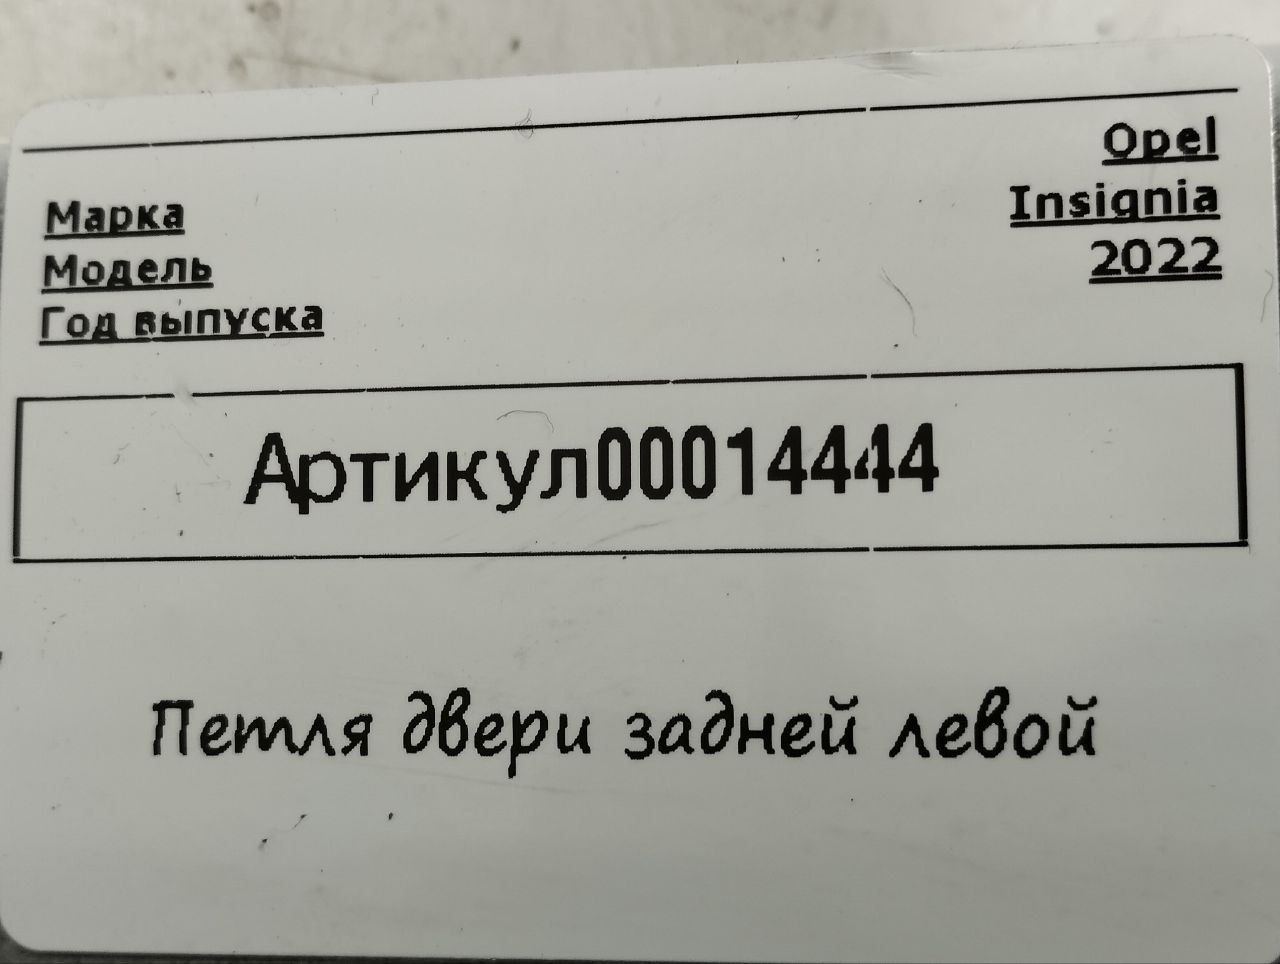 Opel
Марка Insignia
Модель 2022
Год выпуска
Артикул00014444
Петля двери задней левой